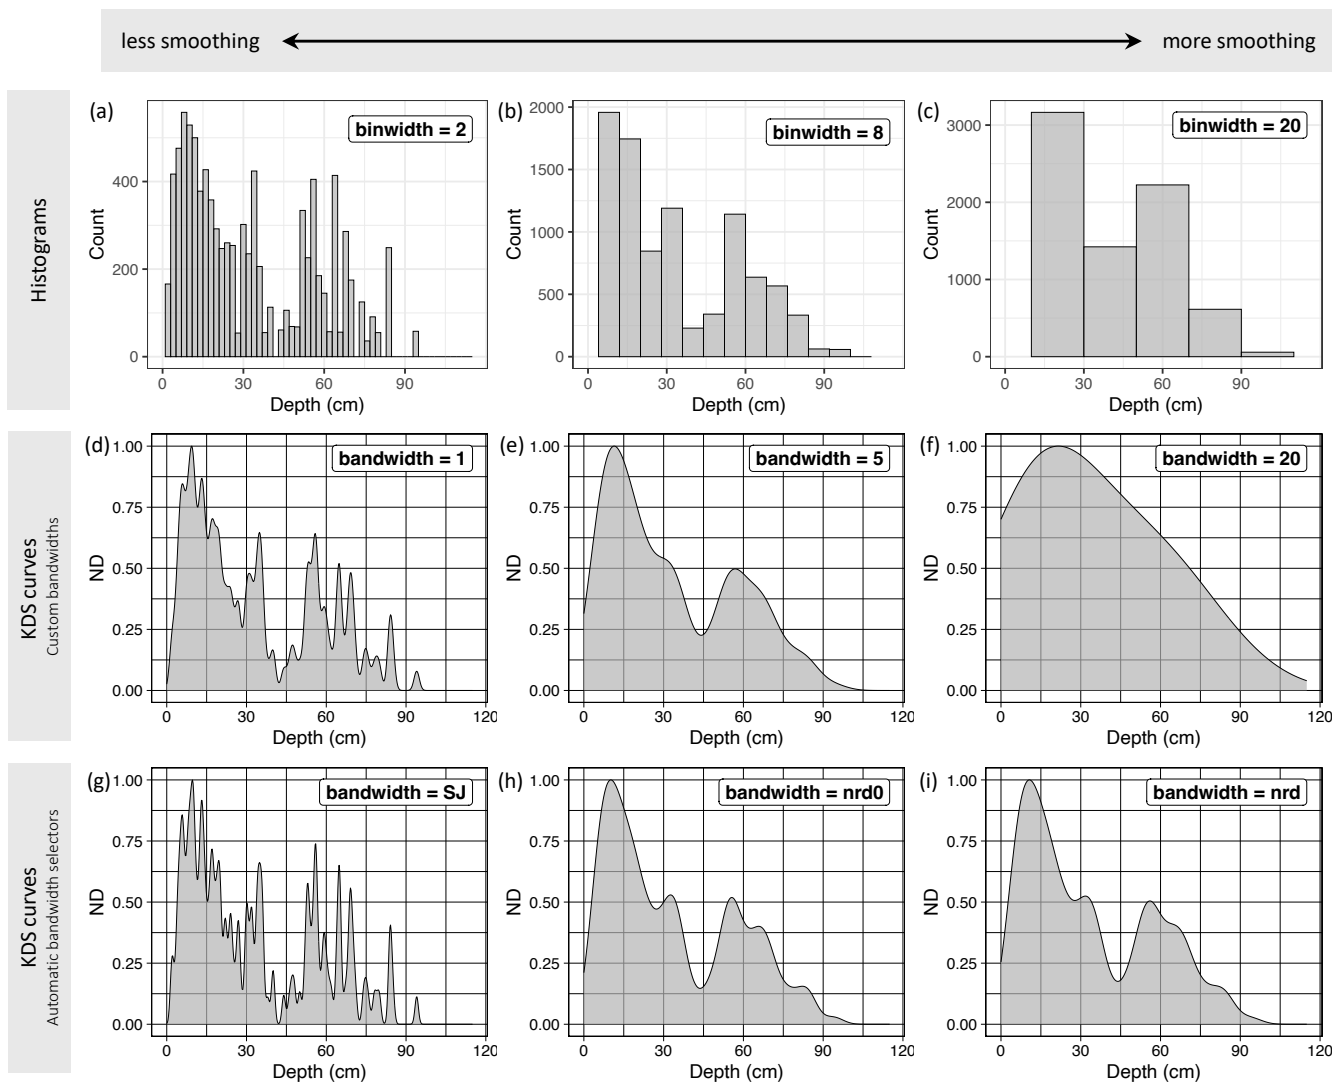 less smoothing
more smoothing
Histograms
(a)
binwidth = 2
Count
400
200
0
0 30 60 90
Depth (cm)
(b)
binwidth = 8
Count
2000
1500
1000
500
0
0 30 60 90
Depth (cm)
(c)
binwidth = 20
Count
3000
2000
1000
0
0 30 60 90
Depth (cm)
KDS curves
Custom bandwidths
(d)
bandwidth = 1
ND
1.00
0.75
0.50
0.25
0.00
0 30 60 90 120
Depth (cm)
(e)
bandwidth = 5
ND
1.00
0.75
0.50
0.25
0.00
0 30 60 90 120
Depth (cm)
(f)
bandwidth = 20
ND
1.00
0.75
0.50
0.25
0.00
0 30 60 90 120
Depth (cm)
KDS curves
Automatic bandwidth selectors
(g)
bandwidth = SJ
ND
1.00
0.75
0.50
0.25
0.00
0 30 60 90 120
Depth (cm)
(h)
bandwidth = nrd0
ND
1.00
0.75
0.50
0.25
0.00
0 30 60 90 120
Depth (cm)
(i)
bandwidth = nrd
ND
1.00
0.75
0.50
0.25
0.00
0 30 60 90 120
Depth (cm)